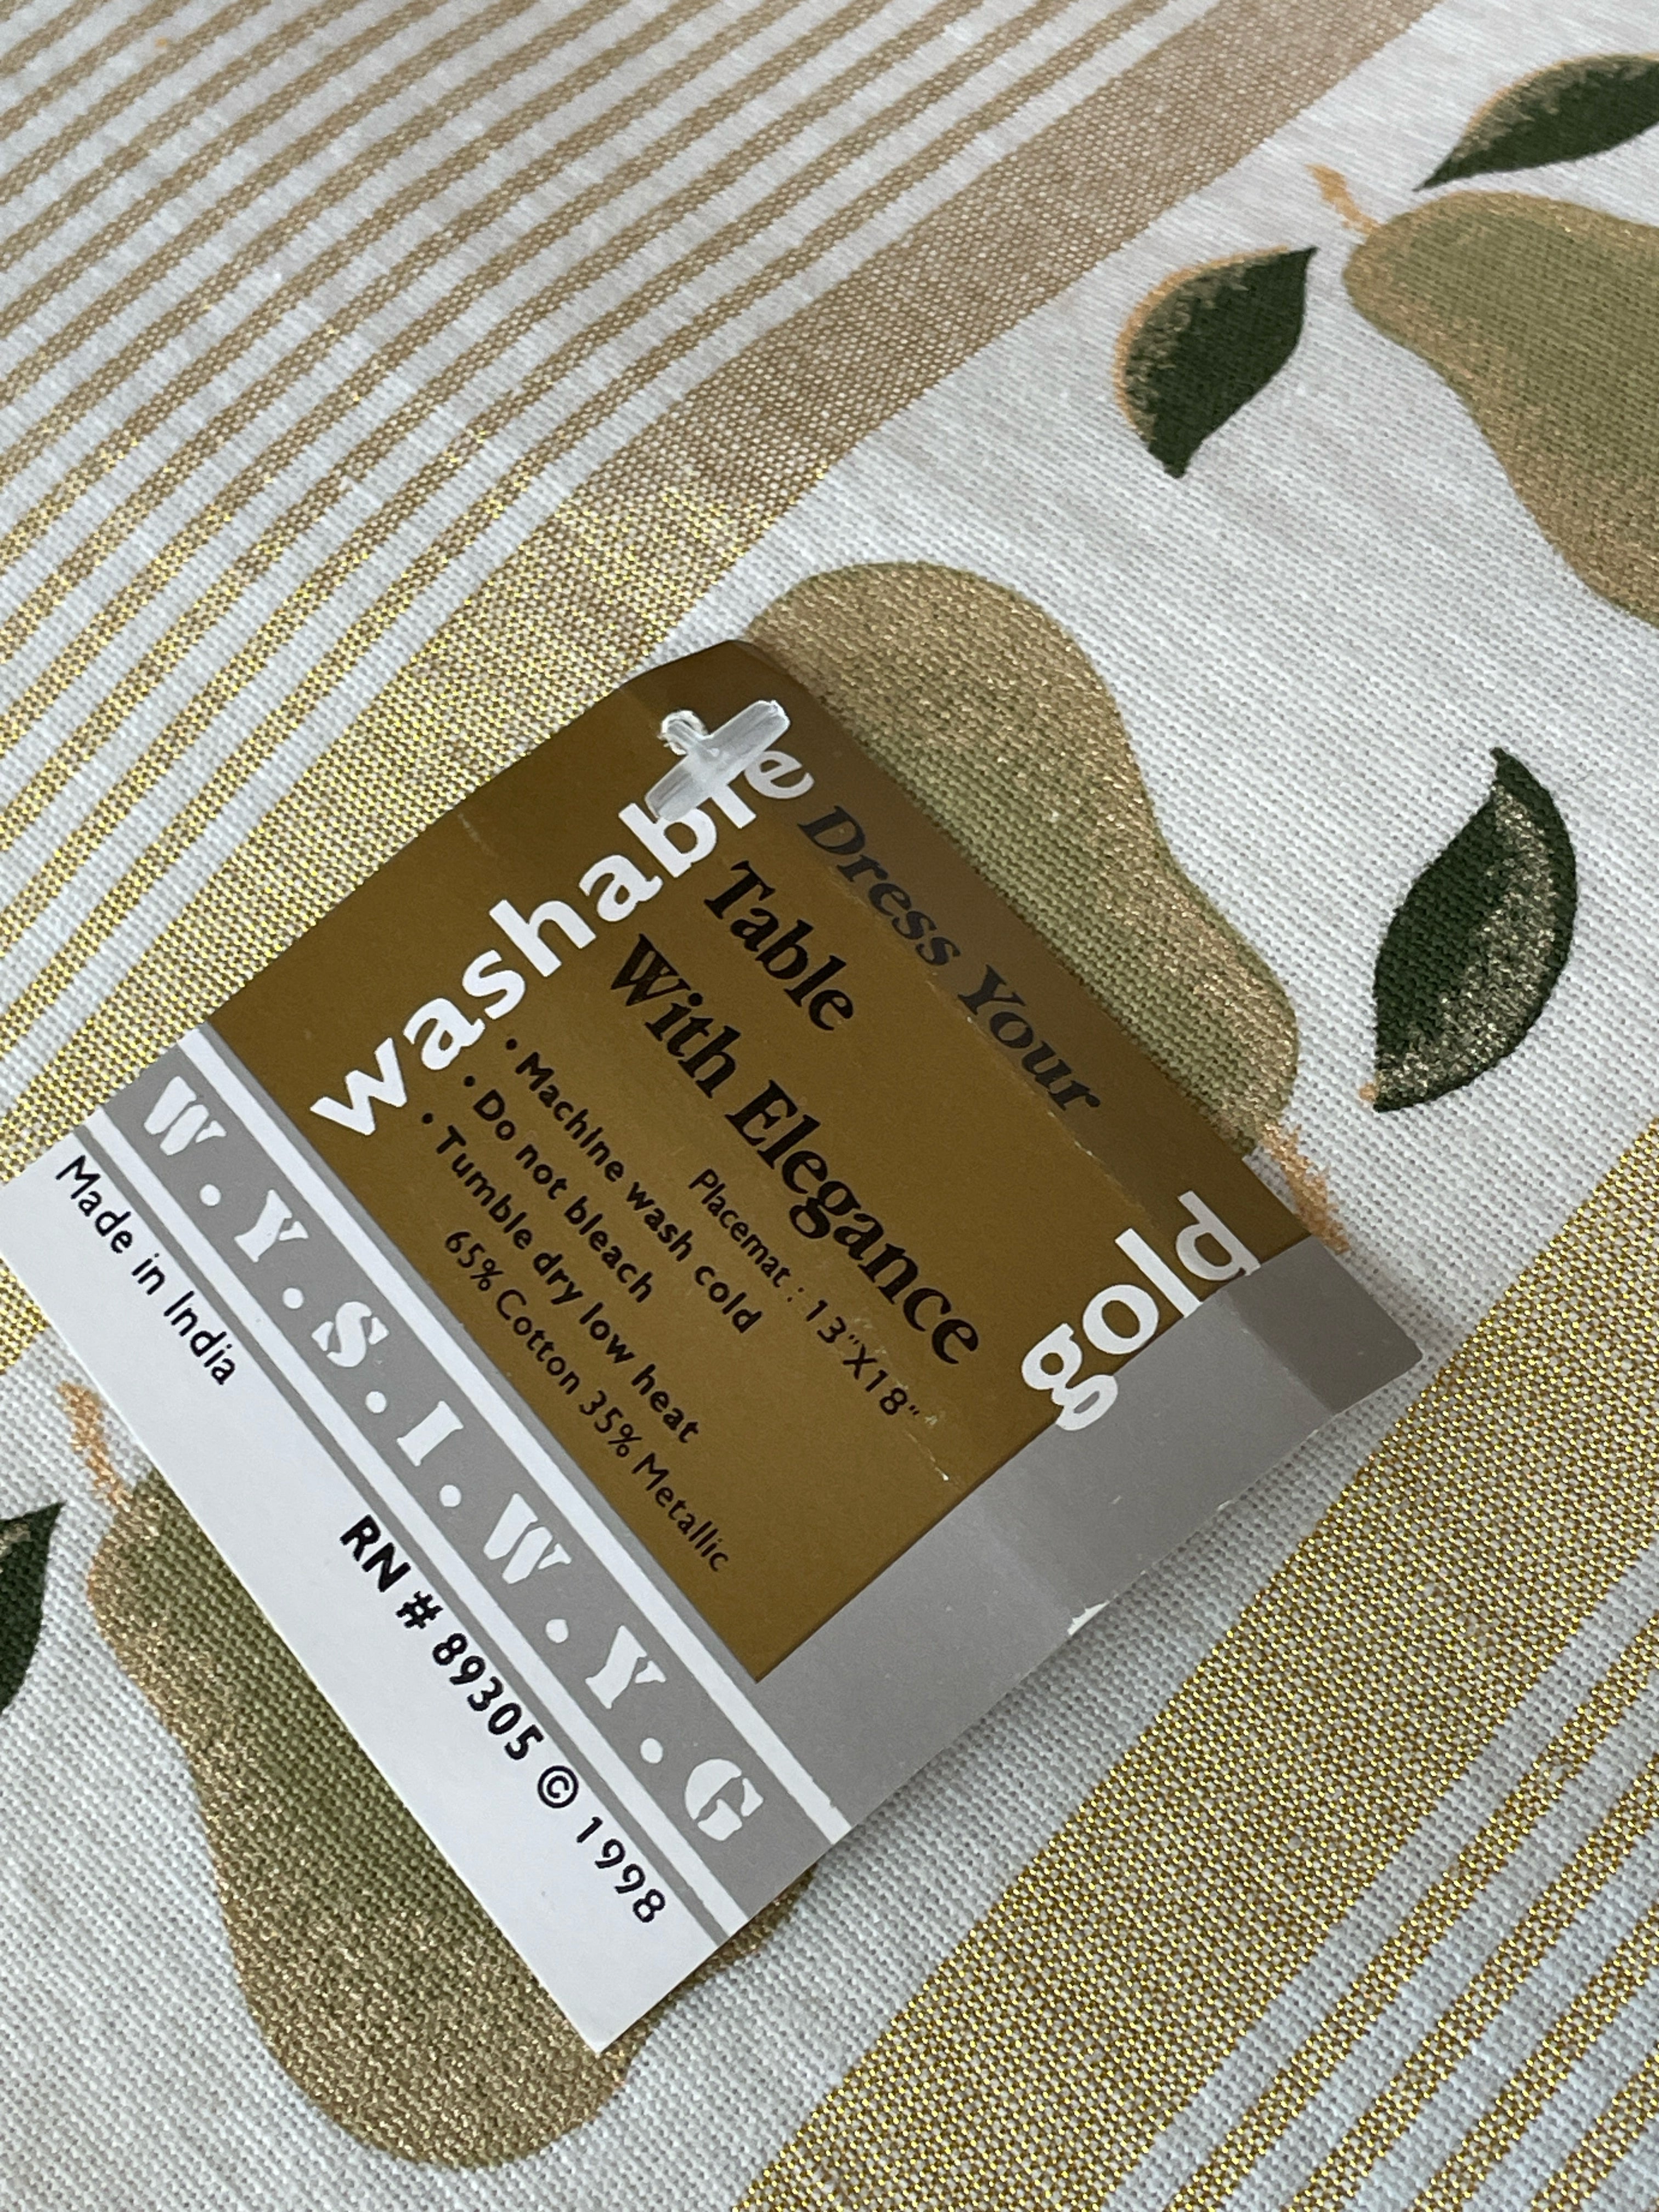 washable
gold
Dress Your
Table
With Elegance
Placemat : 13"X18"
• Machine wash cold
• Do not bleach
• Tumble dry low heat
65% Cotton 35% Metallic
W.Y.S.I.W.Y.G
Made in India
RN # 89305 © 1998